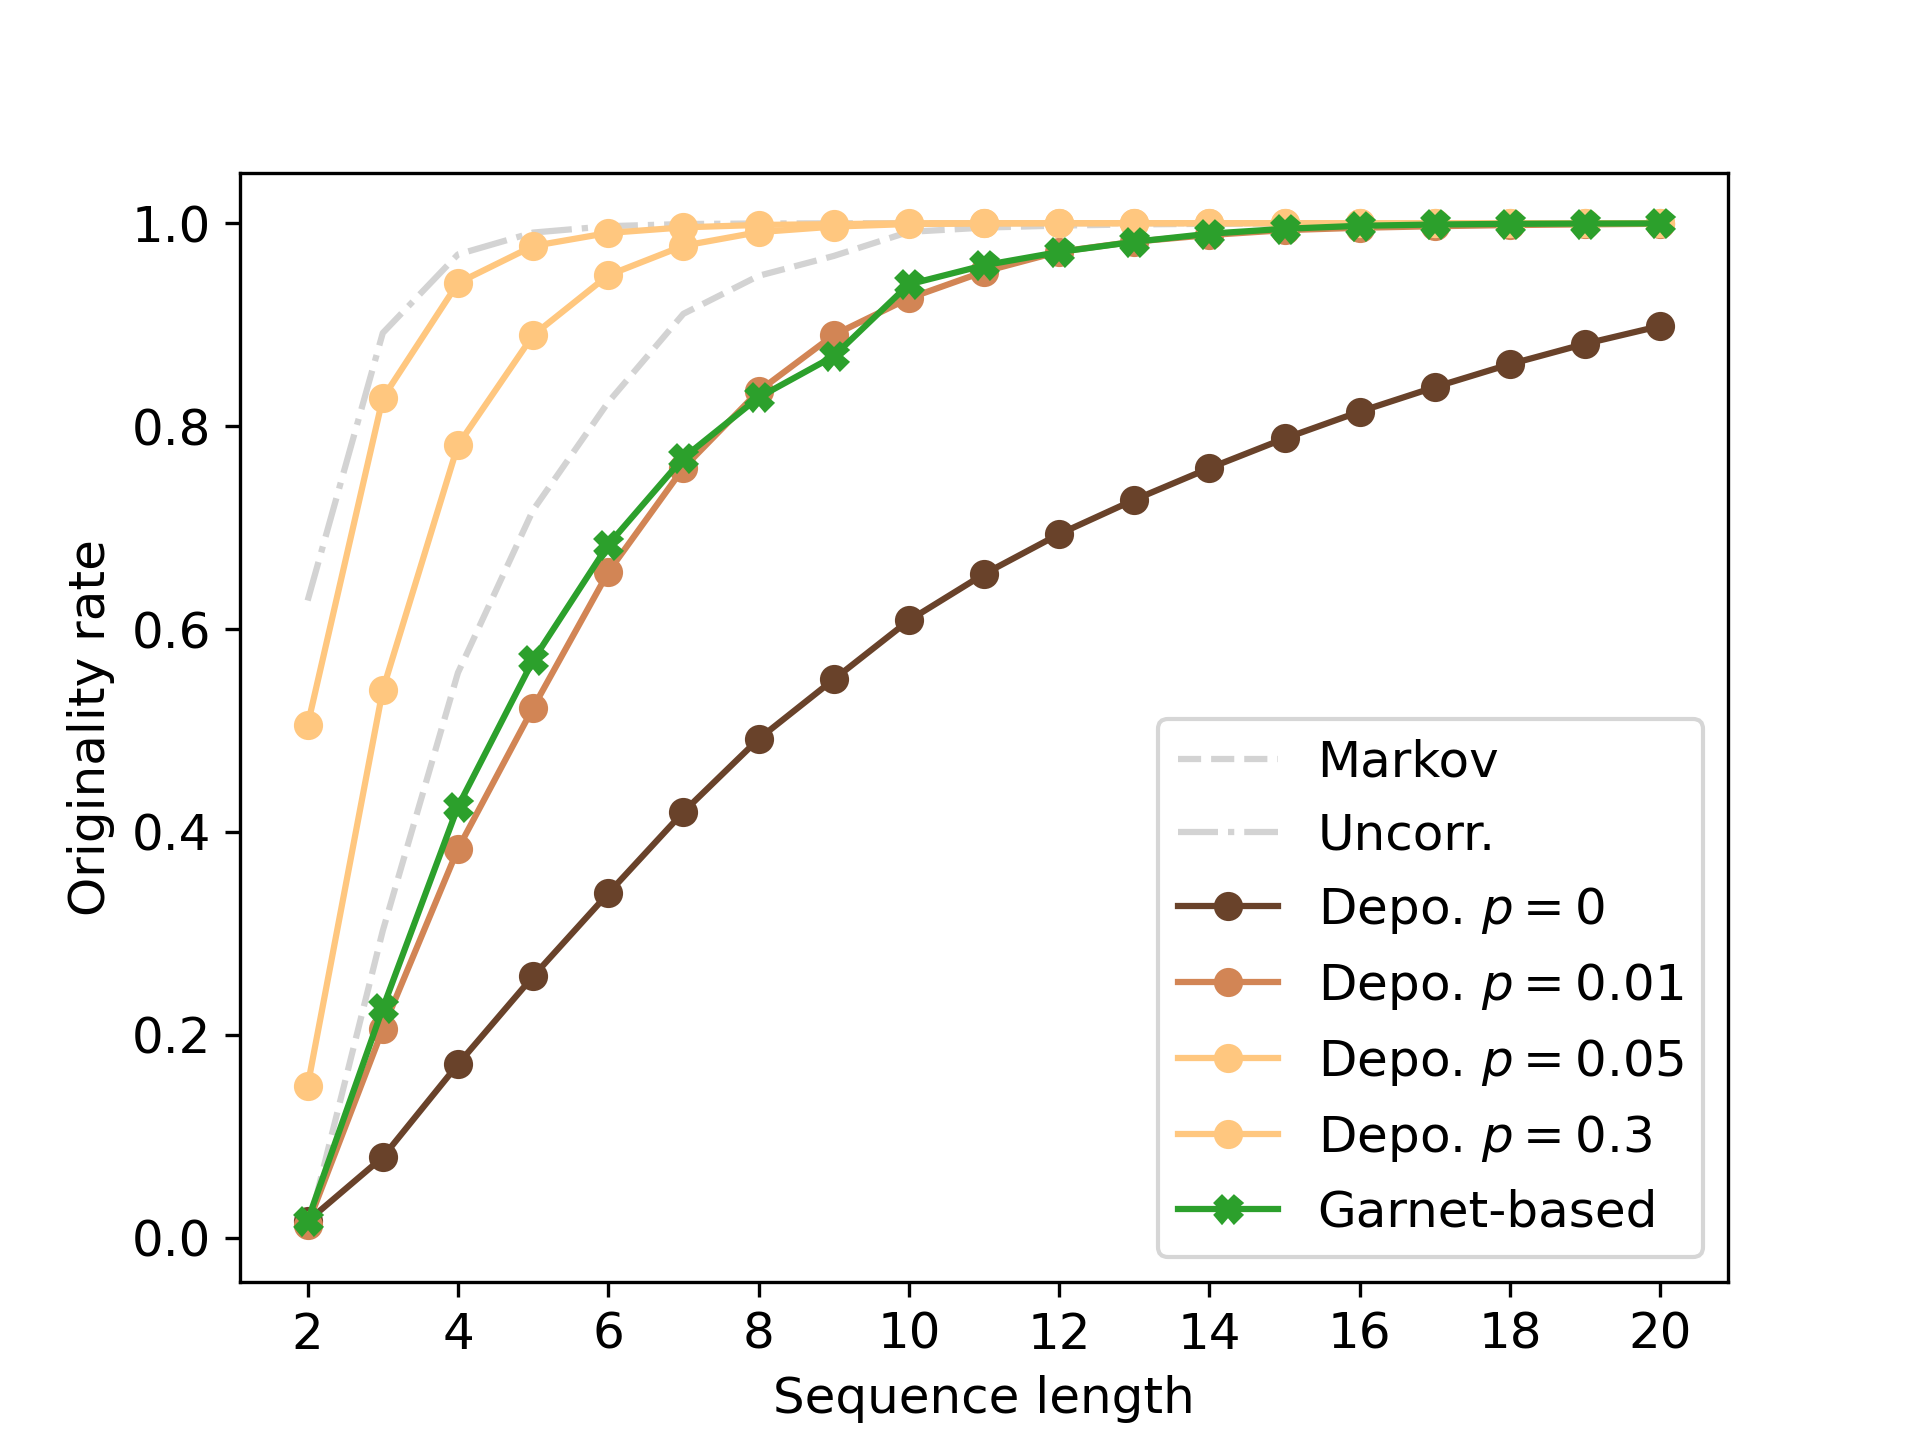 1.0
0.8
0.6
0.4
0.2
0.0
Originality rate
2 4 6 8 10 12 14 16 18 20
Sequence length
Markov
Uncorr.
Depo. p = 0
Depo. p = 0.01
Depo. p = 0.05
Depo. p = 0.3
Garnet-based